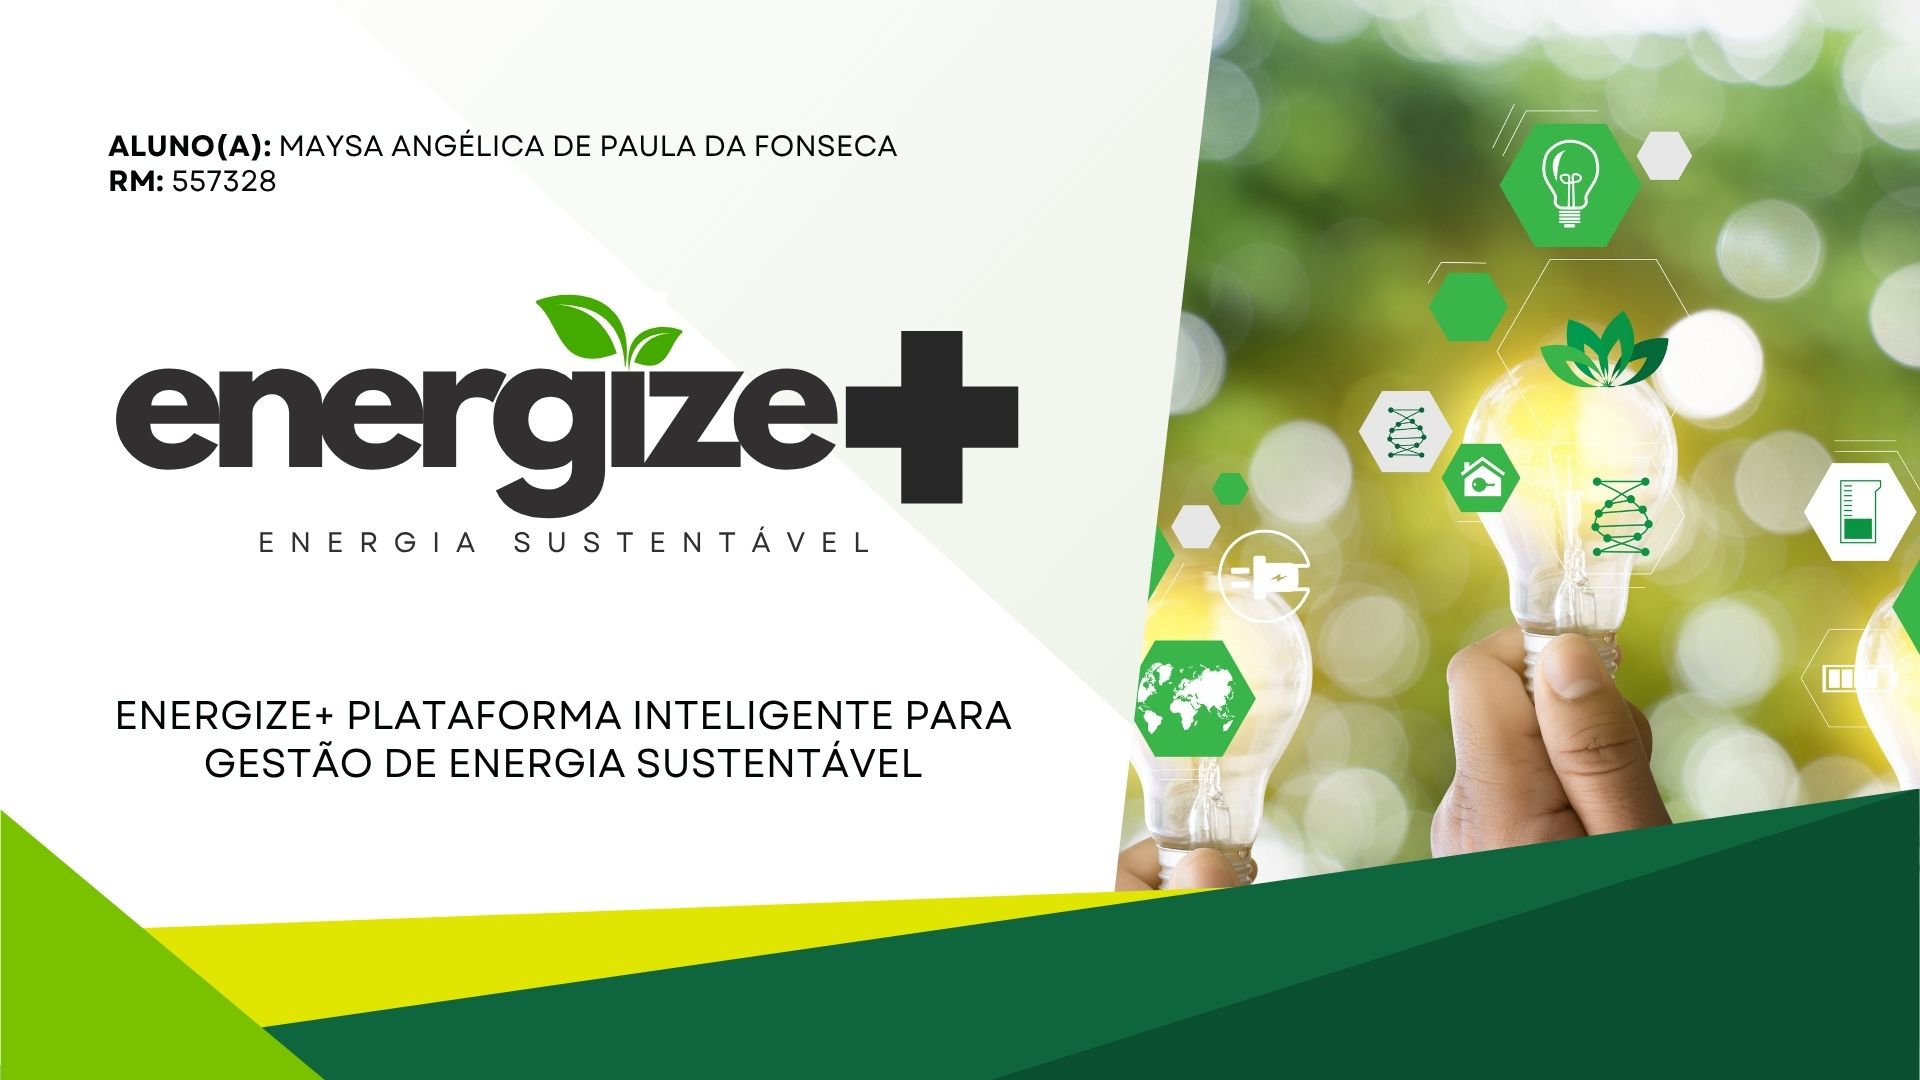 ALUNO(A): MAYSA ANGÉLICA DE PAULA DA FONSECA
RM: 557328
energize+
ENERGIA SUSTENTÁVEL
ENERGIZE+ PLATAFORMA INTELIGENTE PARA
GESTÃO DE ENERGIA SUSTENTÁVEL